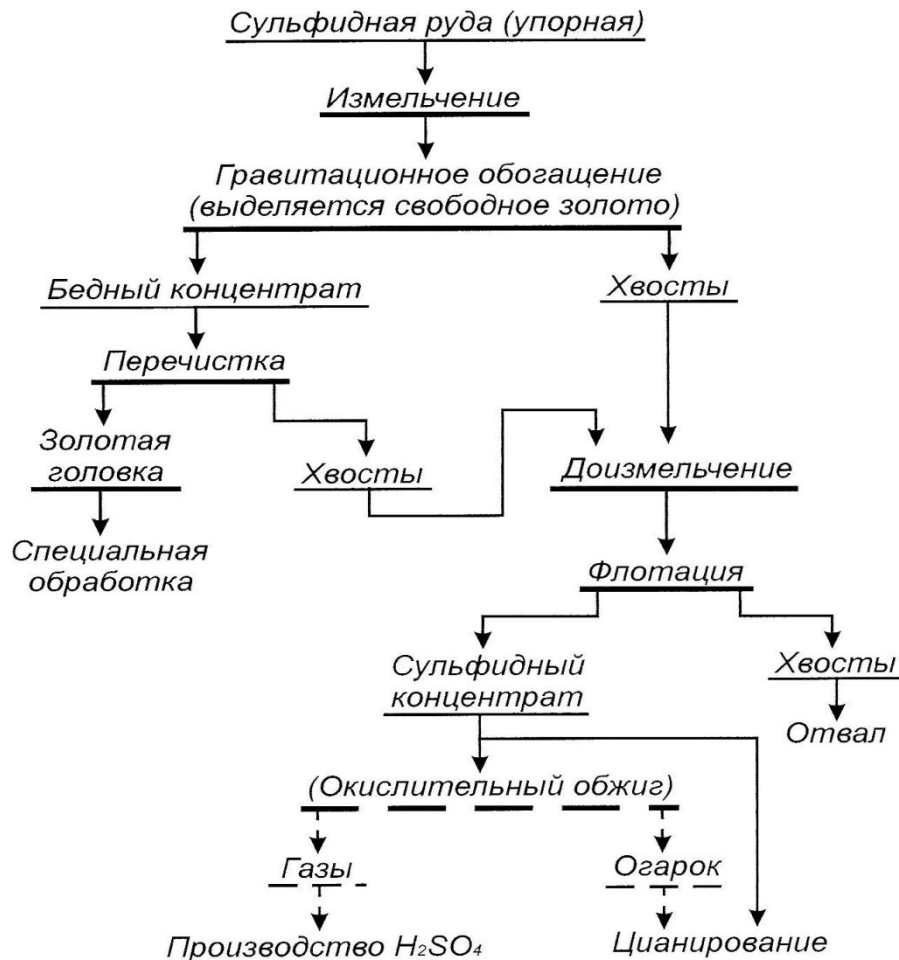 Сульфидная руда (упорная)
Измельчение
Гравитационное обогащение
(выделяется свободное золото)
Бедный концентрат
Хвосты
Перечистка
Золотая
головка
Хвосты
Доизмельчение
Специальная
обработка
Флотация
Сульфидный
концентрат
Хвосты
Отвал
(Окислительный обжиг)
Газы
Огарок
Производство H₂SO₄
Цианирование